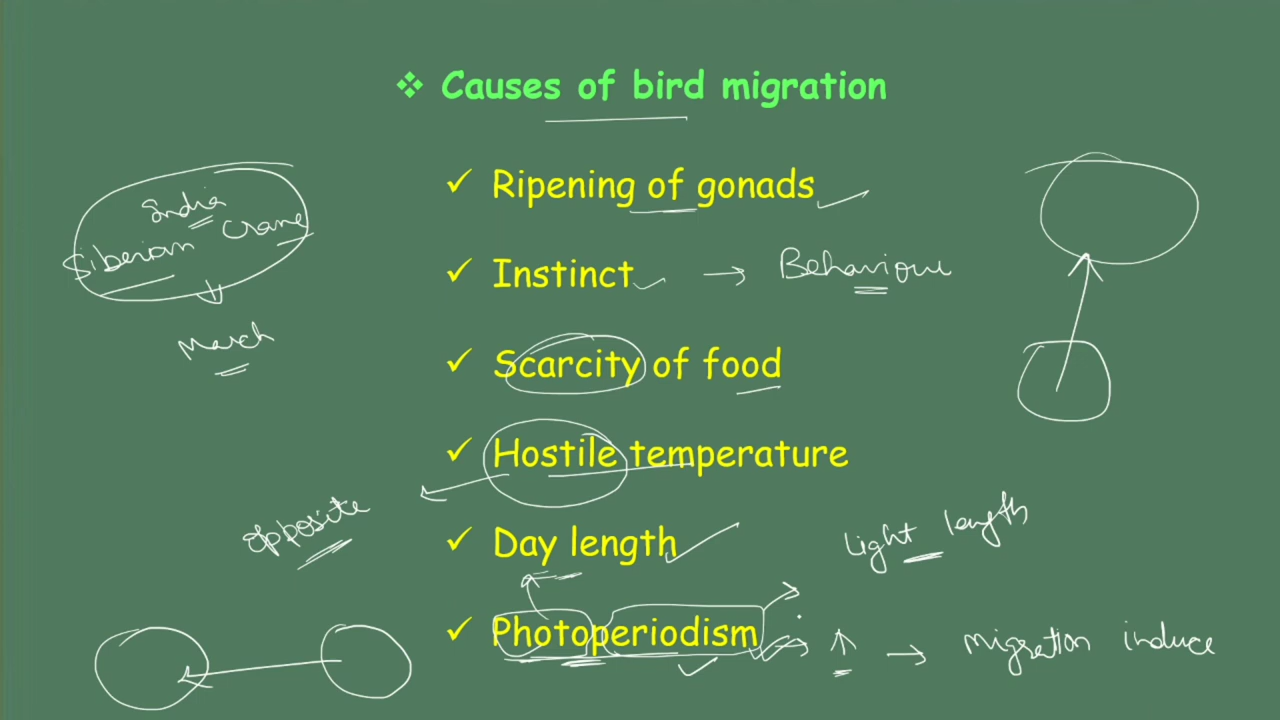 ❖ Causes of bird migration
✓ Ripening of gonads
India
Siberian Crane
March
✓ Instinct → Behaviour
✓ Scarcity of food
✓ Hostile temperature
opposite
✓ Day length
light length
✓ Photoperiodism → ↑ → migration induce